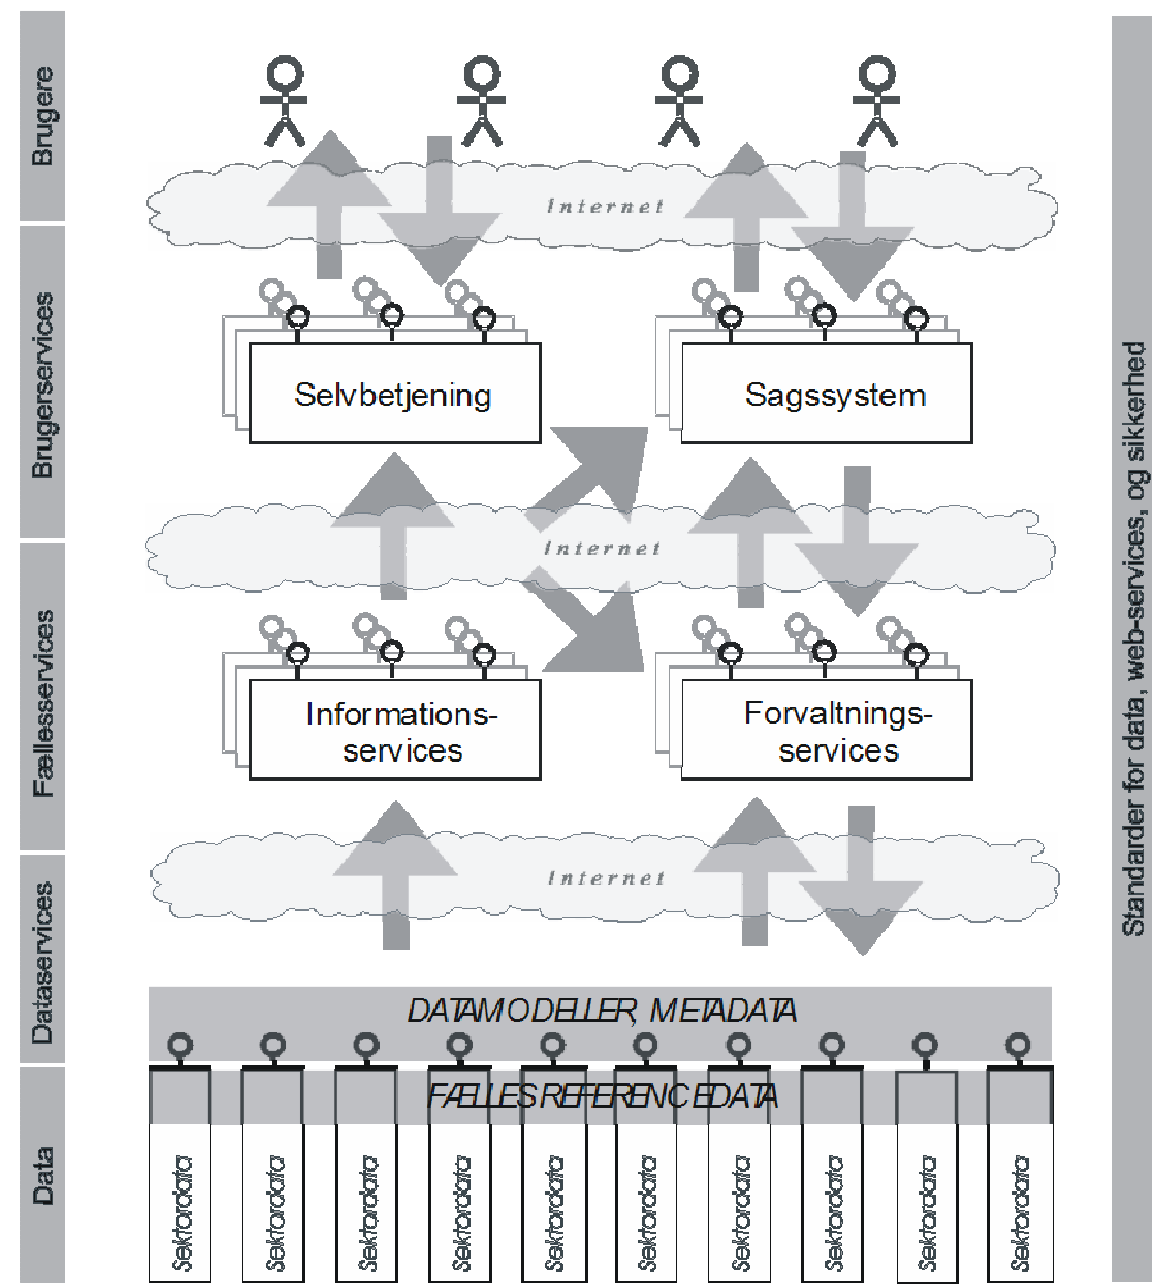 Brugere
Internet
Brugerservices
Selvbetjening
Sagssystem
Internet
Fællesservices
Informations-
services
Forvaltnings-
services
Internet
Dataservices
DATAMODELLER, METADATA
FÆLLES REFERENCEDATA
Data
Sektordata
Sektordata
Sektordata
Sektordata
Sektordata
Sektordata
Sektordata
Sektordata
Sektordata
Sektordata
Standarder for data, web-services, og sikkerhed